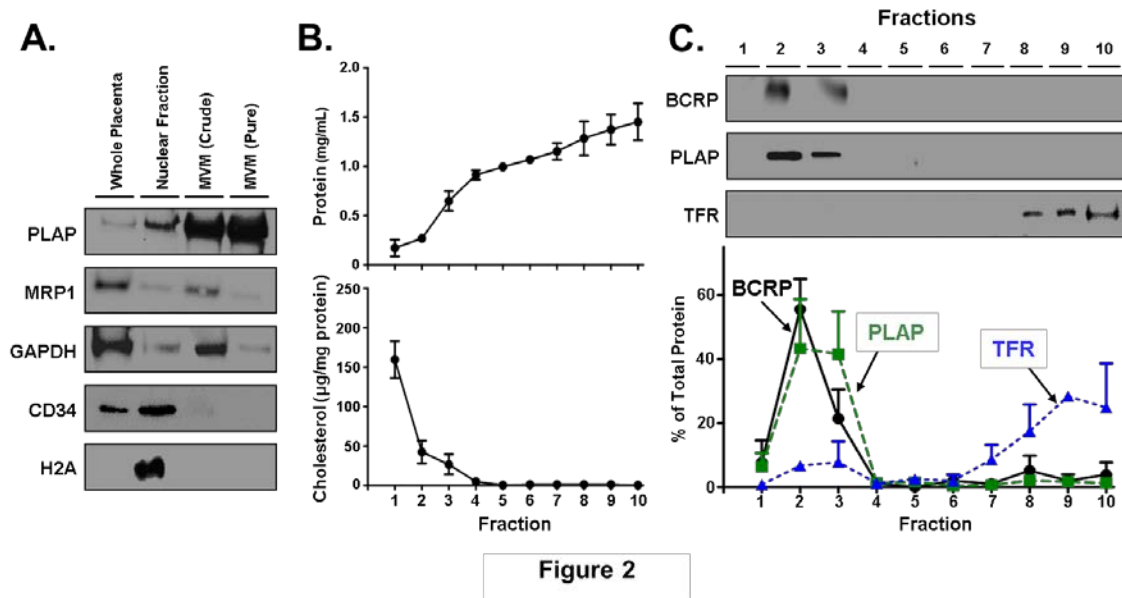 A.
Whole Placenta
Nuclear Fraction
MVM (Crude)
MVM (Pure)
PLAP
MRP1
GAPDH
CD34
H2A
B.
Protein (mg/mL)
2.0
1.5
1.0
0.5
0.0
Cholesterol (µg/mg protein)
250
200
150
100
50
0
1 2 3 4 5 6 7 8 9 10
Fraction
C.
Fractions
1 2 3 4 5 6 7 8 9 10
BCRP
PLAP
TFR
% of Total Protein
60
40
20
0
BCRP
PLAP
TFR
1 2 3 4 5 6 7 8 9 10
Fraction
Figure 2